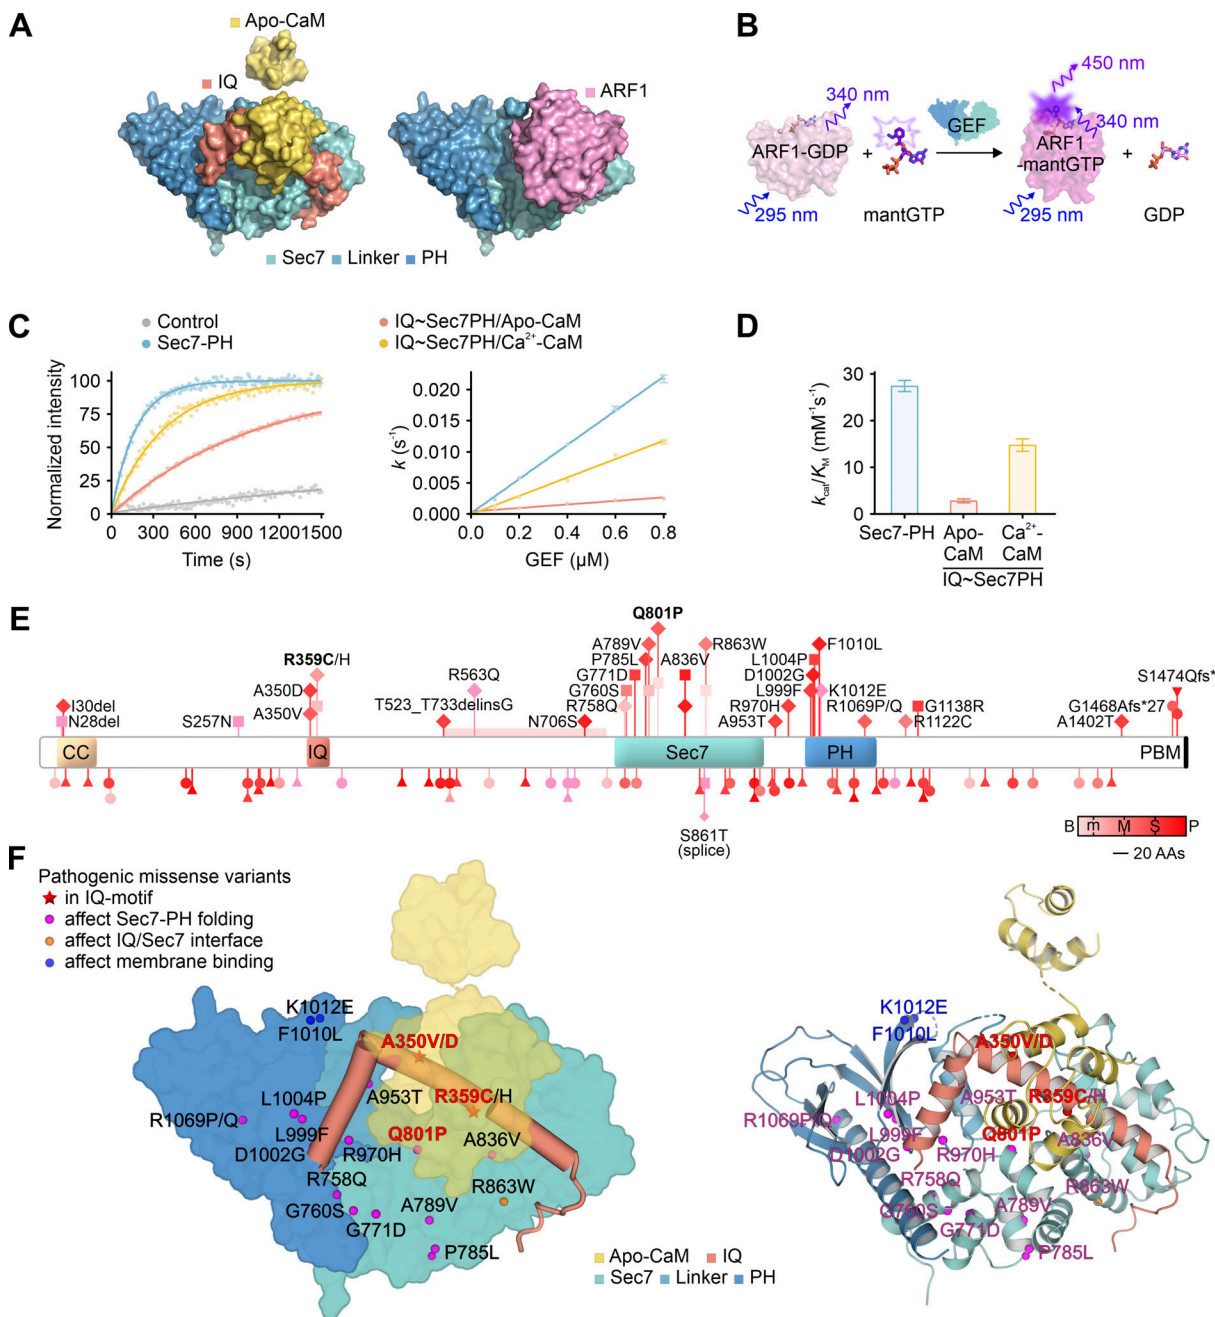 A
Apo-CaM
IQ
ARF1
Sec7 Linker PH
B
450 nm
340 nm
GEF
340 nm
ARF1-GDP
+
ARF1
-mantGTP
+
295 nm
mantGTP
295 nm
GDP
C
Control
Sec7-PH
IQ~Sec7PH/Apo-CaM
IQ~Sec7PH/Ca²⁺-CaM
Normalized intensity
100
75
50
25
0
0 300 600 900 1200 1500
Time (s)
k (s⁻¹)
0.020
0.015
0.010
0.005
0.000
0.0 0.2 0.4 0.6 0.8
GEF (µM)
D
kcat/KM (mM⁻¹s⁻¹)
30
20
10
0
Sec7-PH
Apo-CaM
Ca²⁺-CaM
IQ~Sec7PH
E
Q801P
A789V
R863W
F1010L
P785L
A836V
L1004P
R359C/H
G771D
D1002G
S1474Qfs*
R563Q
A350D
G760S
L999F
K1012E
I30del
T523_T733delinsG
R758Q
R970H
R1069P/Q
G1138R
G1468Afs*27
N28del
S257N
A350V
N706S
A953T
R1122C
A1402T
CC
IQ
Sec7
PH
PBM
S861T
(splice)
B m M S P
20 AAs
F
Pathogenic missense variants
in IQ-motif
affect Sec7-PH folding
affect IQ/Sec7 interface
affect membrane binding
K1012E
F1010L
A350V/D
L1004P
A953T
R359C/H
R1069P/Q
L999F
Q801P
D1002G
R970H
A836V
R758Q
R863W
G760S
A789V
G771D
P785L
Apo-CaM IQ
Sec7 Linker PH
K1012E
F1010L
A350V/D
L1004P
A953T
R359C/H
R1069P/Q
L999F
Q801P
D1002G
R970H
A836V
R758Q
R863W
G760S
A789V
G771D
P785L